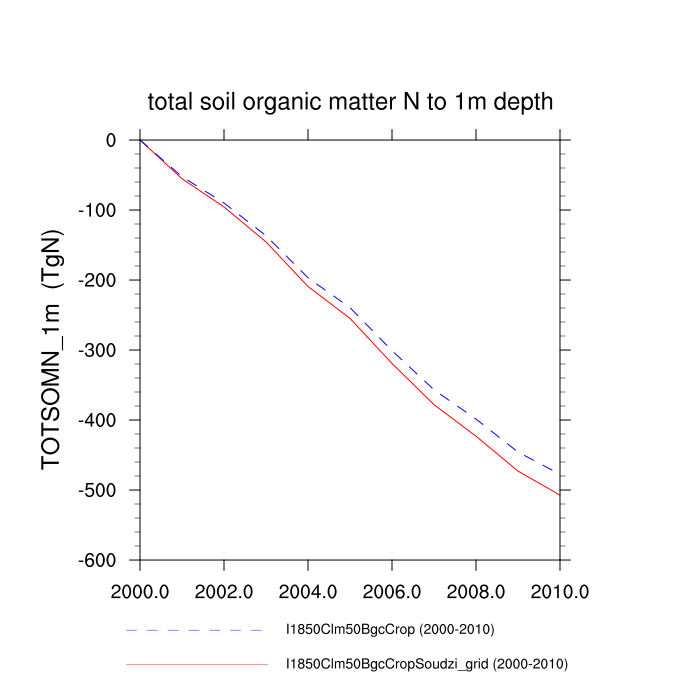 total soil organic matter N to 1m depth
TOTSOMN_1m (TgN)
0
-100
-200
-300
-400
-500
-600
2000.0 2002.0 2004.0 2006.0 2008.0 2010.0
I1850Clm50BgcCrop (2000-2010)
I1850Clm50BgcCropSoudzi_grid (2000-2010)